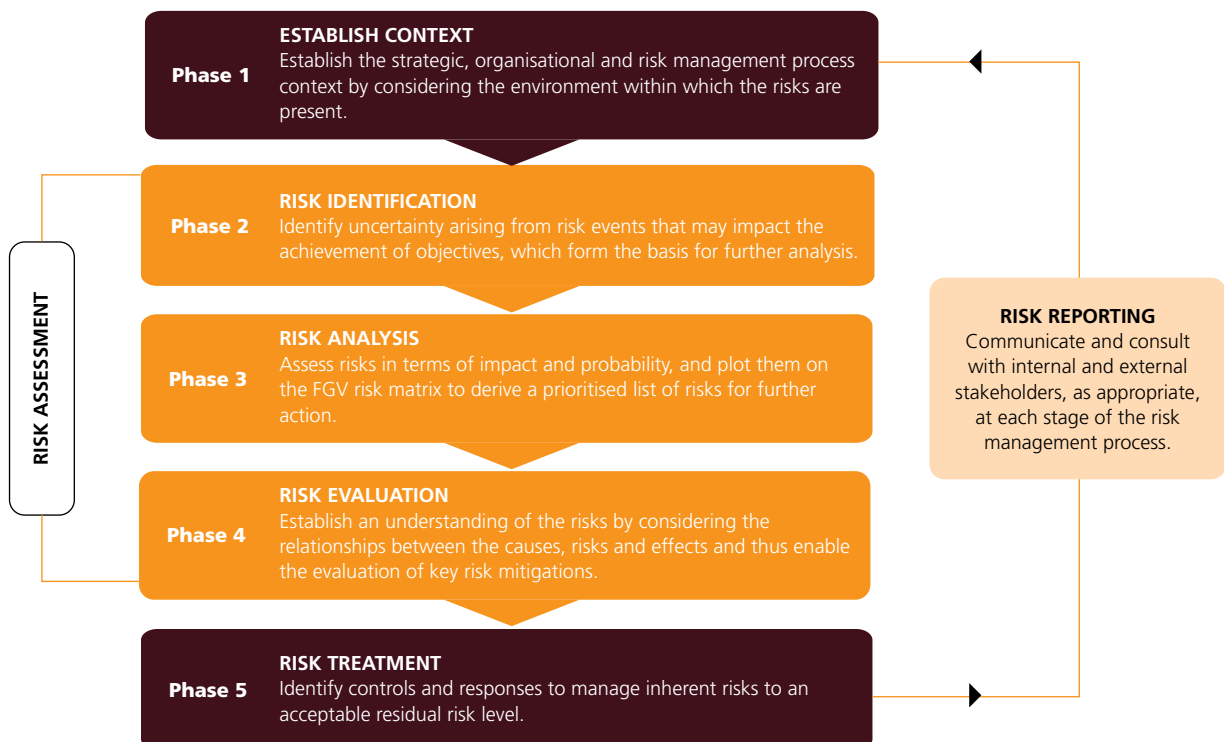 ESTABLISH CONTEXT
Phase 1
Establish the strategic, organisational and risk management process
context by considering the environment within which the risks are
present.
RISK ASSESSMENT
RISK IDENTIFICATION
Phase 2
Identify uncertainty arising from risk events that may impact the
achievement of objectives, which form the basis for further analysis.
RISK ANALYSIS
Phase 3
Assess risks in terms of impact and probability, and plot them on
the FGV risk matrix to derive a prioritised list of risks for further
action.
RISK EVALUATION
Phase 4
Establish an understanding of the risks by considering the
relationships between the causes, risks and effects and thus enable
the evaluation of key risk mitigations.
RISK TREATMENT
Phase 5
Identify controls and responses to manage inherent risks to an
acceptable residual risk level.
RISK REPORTING
Communicate and consult
with internal and external
stakeholders, as appropriate,
at each stage of the risk
management process.